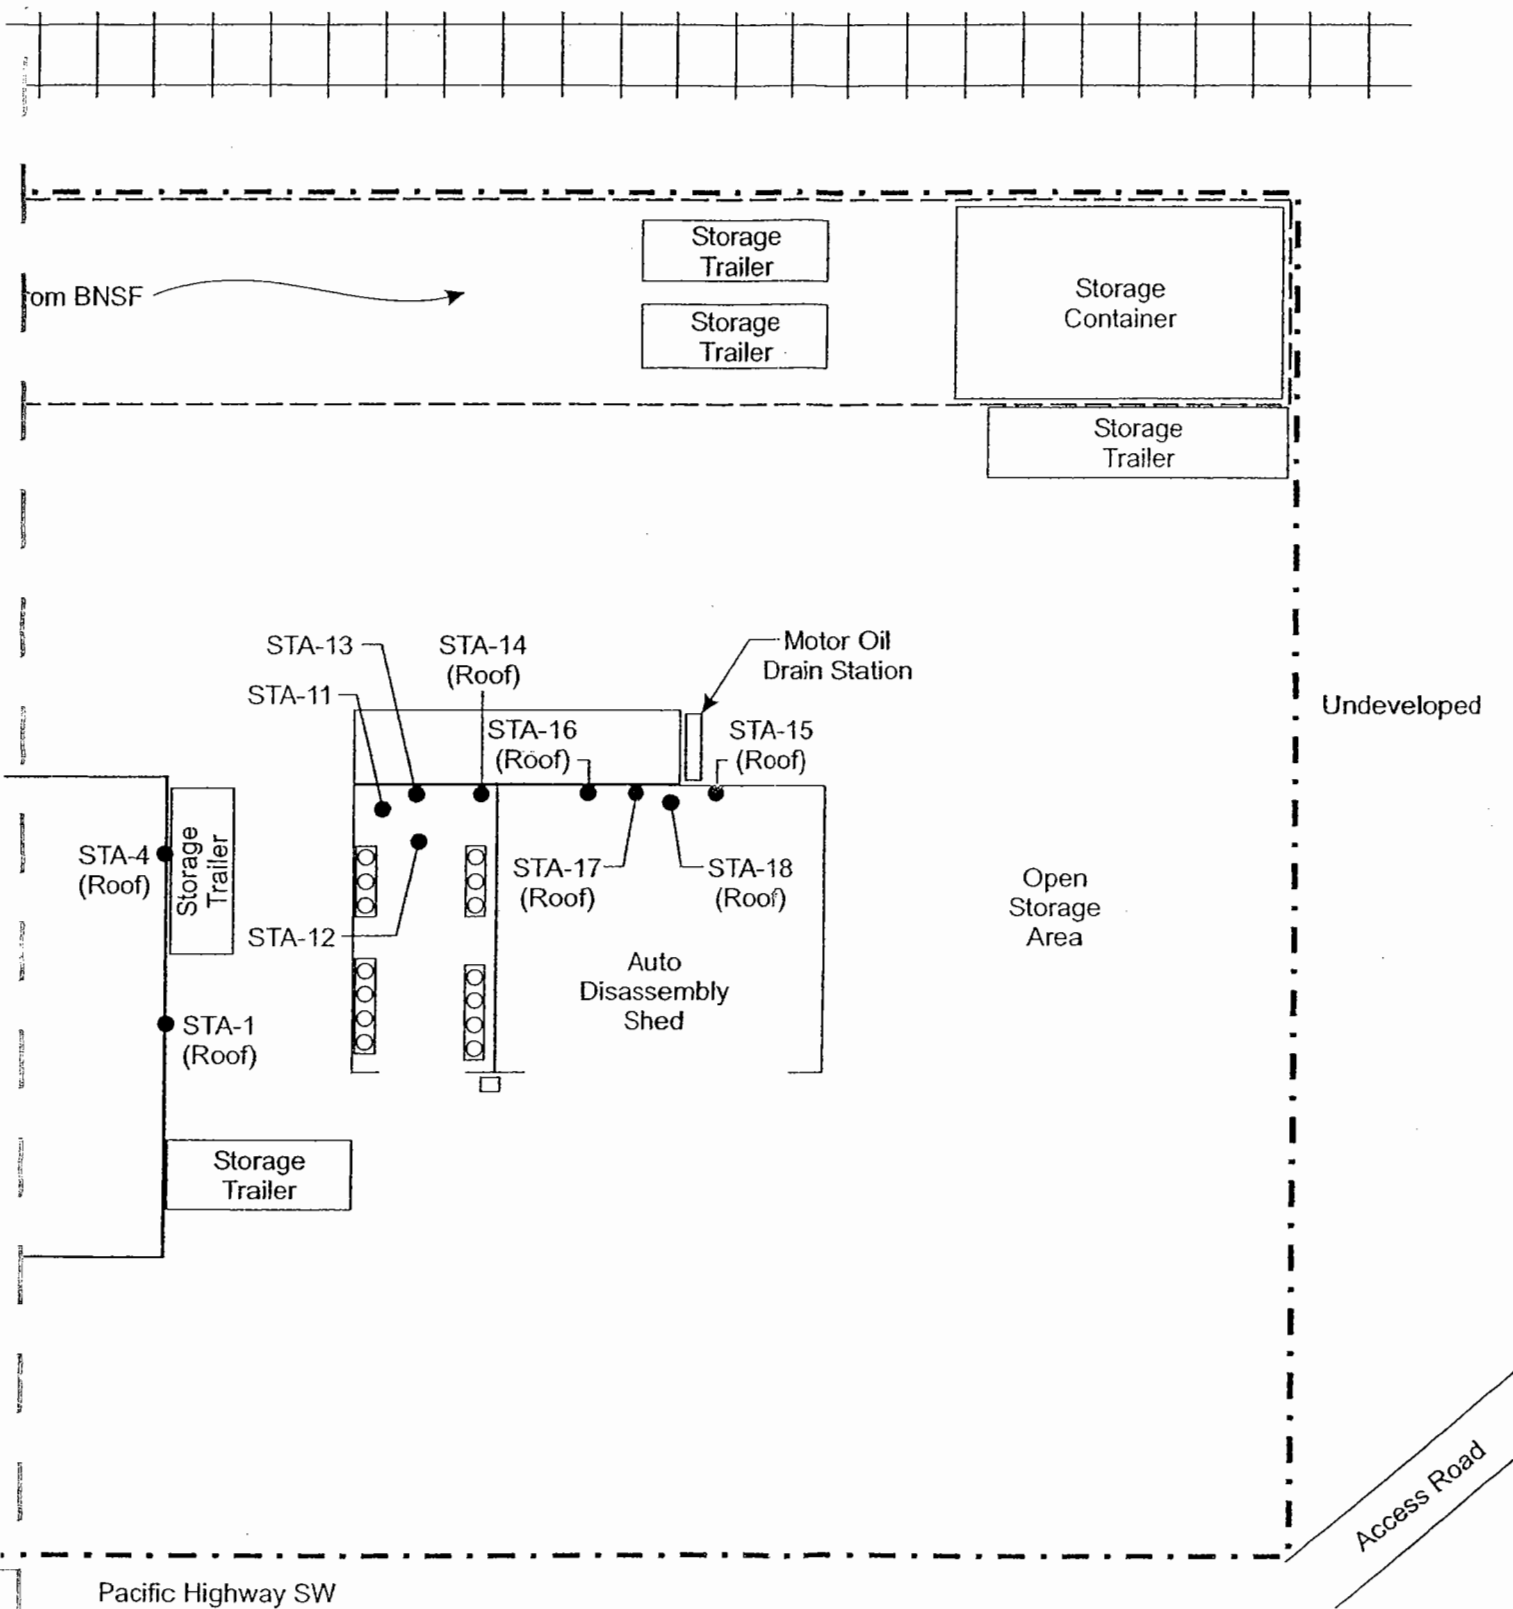 Storage
Trailer
om BNSF
Storage
Trailer
Storage
Container
Storage
Trailer
STA-13
STA-14
(Roof)
STA-11
Motor Oil
Drain Station
STA-16
(Roof)
STA-15
(Roof)
Undeveloped
STA-4
(Roof)
Storage
Trailer
STA-17
(Roof)
STA-18
(Roof)
Open
Storage
Area
STA-12
Auto
Disassembly
Shed
STA-1
(Roof)
Storage
Trailer
Access Road
Pacific Highway SW